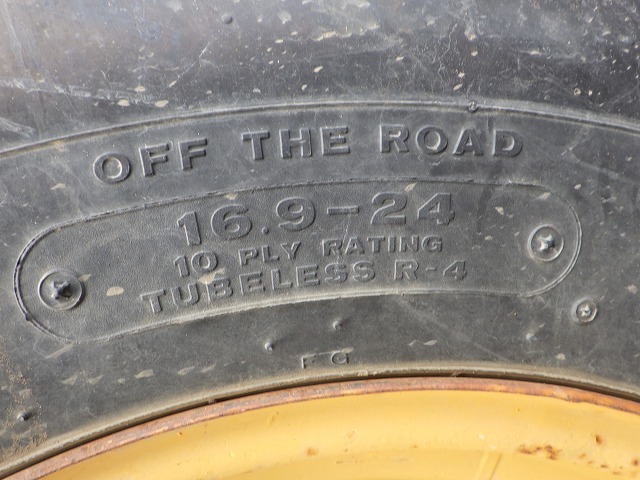 OFF THE ROAD
16.9-24
10 PLY RATING
TUBELESS R-4
F G